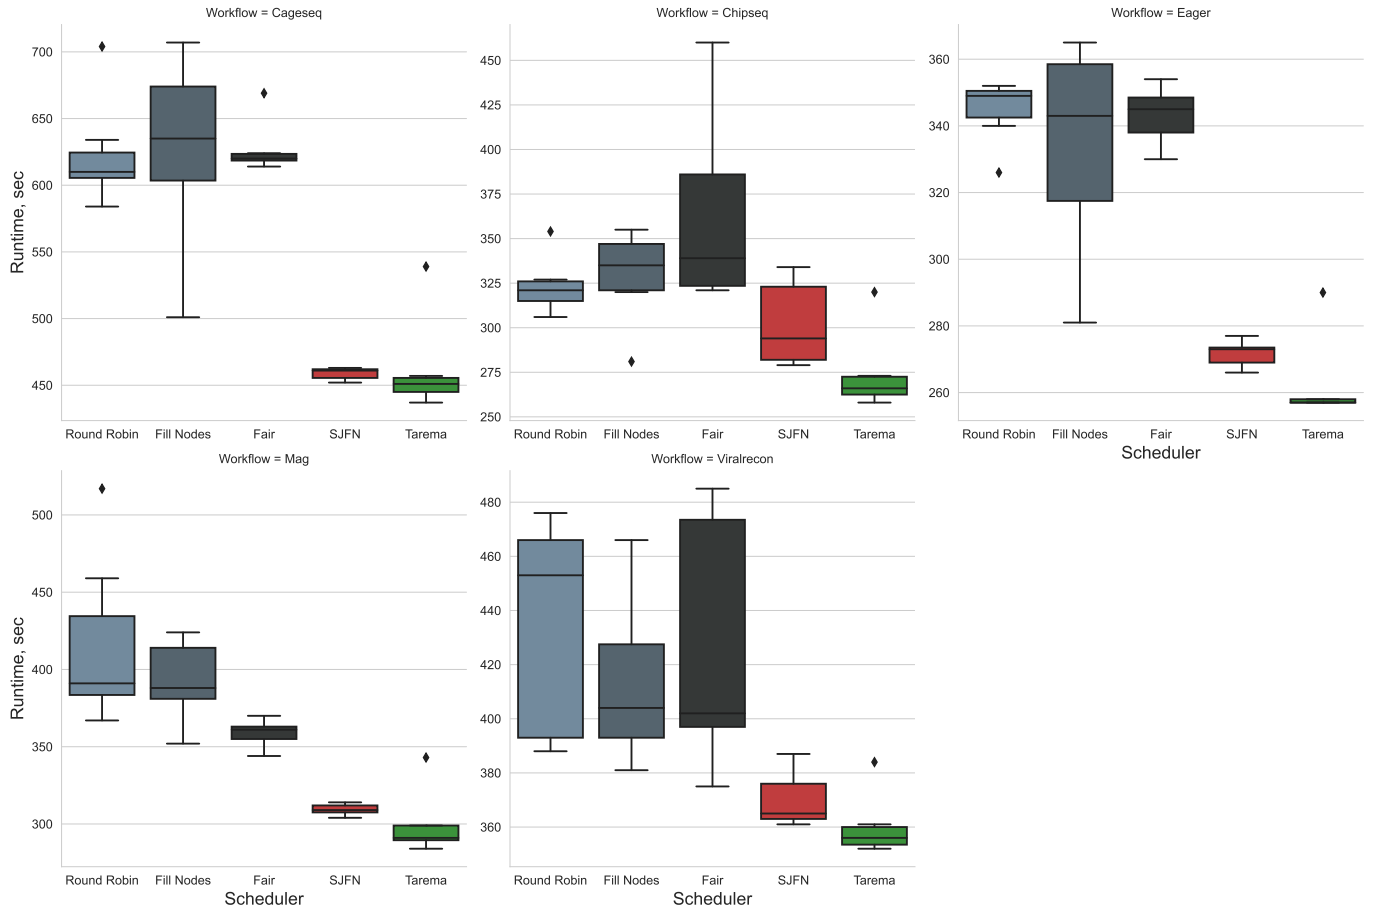 Workflow = Cageseq
Runtime, sec
700
650
600
550
500
450
Round Robin Fill Nodes Fair SJFN Tarema
Workflow = Chipseq
450
425
400
375
350
325
300
275
250
Round Robin Fill Nodes Fair SJFN Tarema
Workflow = Eager
360
340
320
300
280
260
Round Robin Fill Nodes Fair SJFN Tarema
Scheduler
Workflow = Mag
Runtime, sec
500
450
400
350
300
Round Robin Fill Nodes Fair SJFN Tarema
Scheduler
Workflow = Viralrecon
480
460
440
420
400
380
360
Round Robin Fill Nodes Fair SJFN Tarema
Scheduler